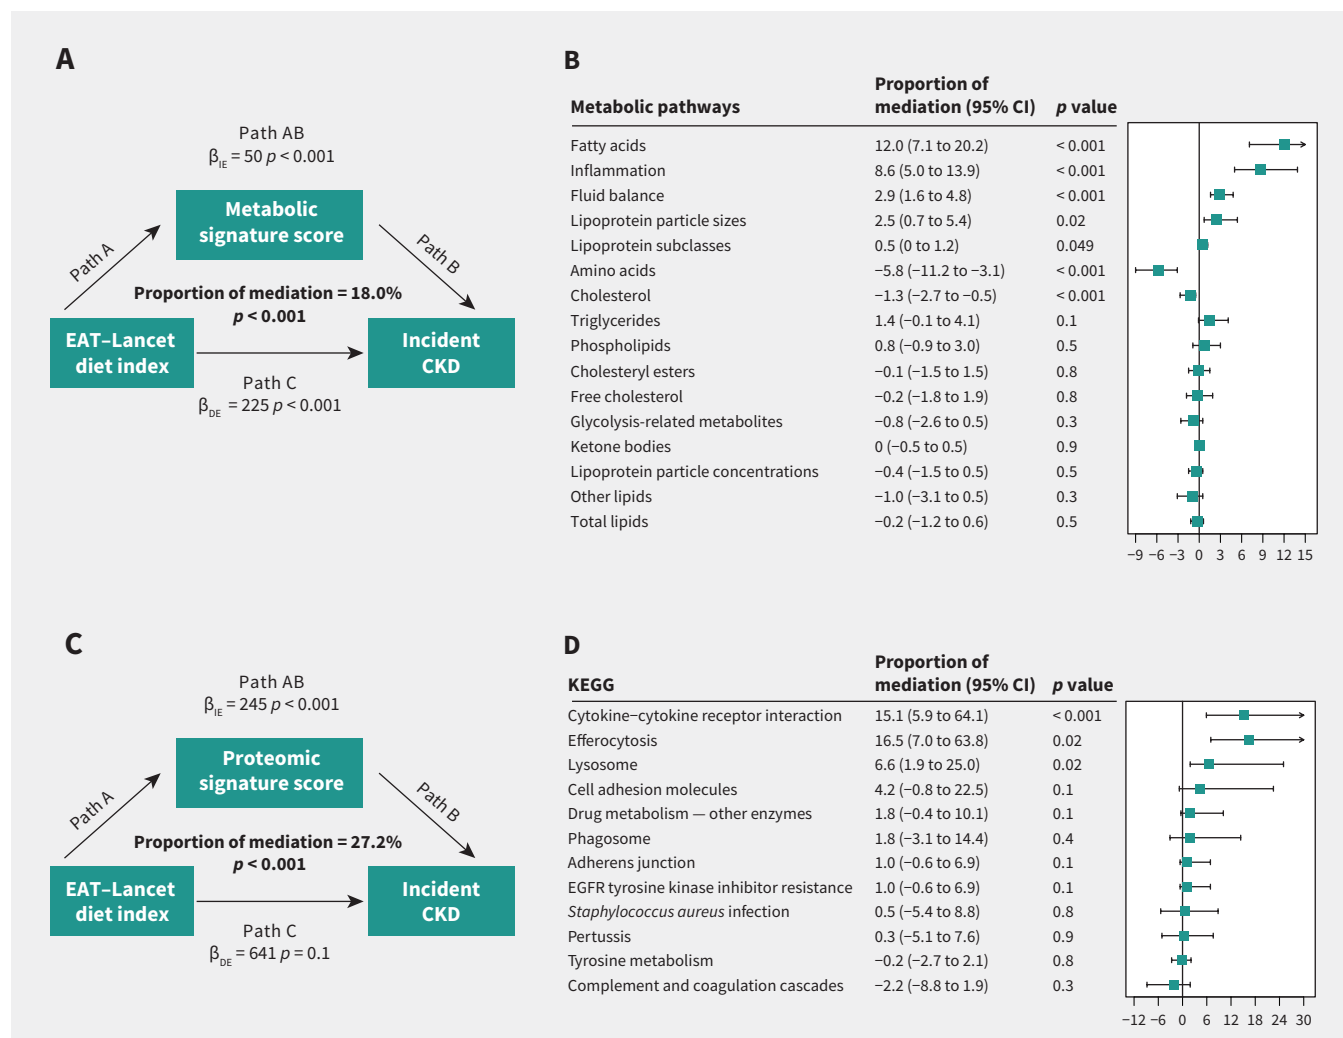 A
Path AB
βIE = 50 p < 0.001
Metabolic
signature score
Path A
Path B
Proportion of mediation = 18.0%
p < 0.001
EAT–Lancet
diet index
Incident
CKD
Path C
βDE = 225 p < 0.001
B
Metabolic pathways Proportion of mediation (95% CI) p value
Fatty acids 12.0 (7.1 to 20.2) < 0.001
Inflammation 8.6 (5.0 to 13.9) < 0.001
Fluid balance 2.9 (1.6 to 4.8) < 0.001
Lipoprotein particle sizes 2.5 (0.7 to 5.4) 0.02
Lipoprotein subclasses 0.5 (0 to 1.2) 0.049
Amino acids −5.8 (−11.2 to −3.1) < 0.001
Cholesterol −1.3 (−2.7 to −0.5) < 0.001
Triglycerides 1.4 (−0.1 to 4.1) 0.1
Phospholipids 0.8 (−0.9 to 3.0) 0.5
Cholesteryl esters −0.1 (−1.5 to 1.5) 0.8
Free cholesterol −0.2 (−1.8 to 1.9) 0.8
Glycolysis-related metabolites −0.8 (−2.6 to 0.5) 0.3
Ketone bodies 0 (−0.5 to 0.5) 0.9
Lipoprotein particle concentrations −0.4 (−1.5 to 0.5) 0.5
Other lipids −1.0 (−3.1 to 0.5) 0.3
Total lipids −0.2 (−1.2 to 0.6) 0.5
−9 −6 −3 0 3 6 9 12 15
C
Path AB
βIE = 245 p < 0.001
Proteomic
signature score
Path A
Path B
Proportion of mediation = 27.2%
p < 0.001
EAT–Lancet
diet index
Incident
CKD
Path C
βDE = 641 p = 0.1
D
KEGG Proportion of mediation (95% CI) p value
Cytokine−cytokine receptor interaction 15.1 (5.9 to 64.1) < 0.001
Efferocytosis 16.5 (7.0 to 63.8) 0.02
Lysosome 6.6 (1.9 to 25.0) 0.02
Cell adhesion molecules 4.2 (−0.8 to 22.5) 0.1
Drug metabolism — other enzymes 1.8 (−0.4 to 10.1) 0.1
Phagosome 1.8 (−3.1 to 14.4) 0.4
Adherens junction 1.0 (−0.6 to 6.9) 0.1
EGFR tyrosine kinase inhibitor resistance 1.0 (−0.6 to 6.9) 0.1
Staphylococcus aureus infection 0.5 (−5.4 to 8.8) 0.8
Pertussis 0.3 (−5.1 to 7.6) 0.9
Tyrosine metabolism −0.2 (−2.7 to 2.1) 0.8
Complement and coagulation cascades −2.2 (−8.8 to 1.9) 0.3
−12 −6 0 6 12 18 24 30